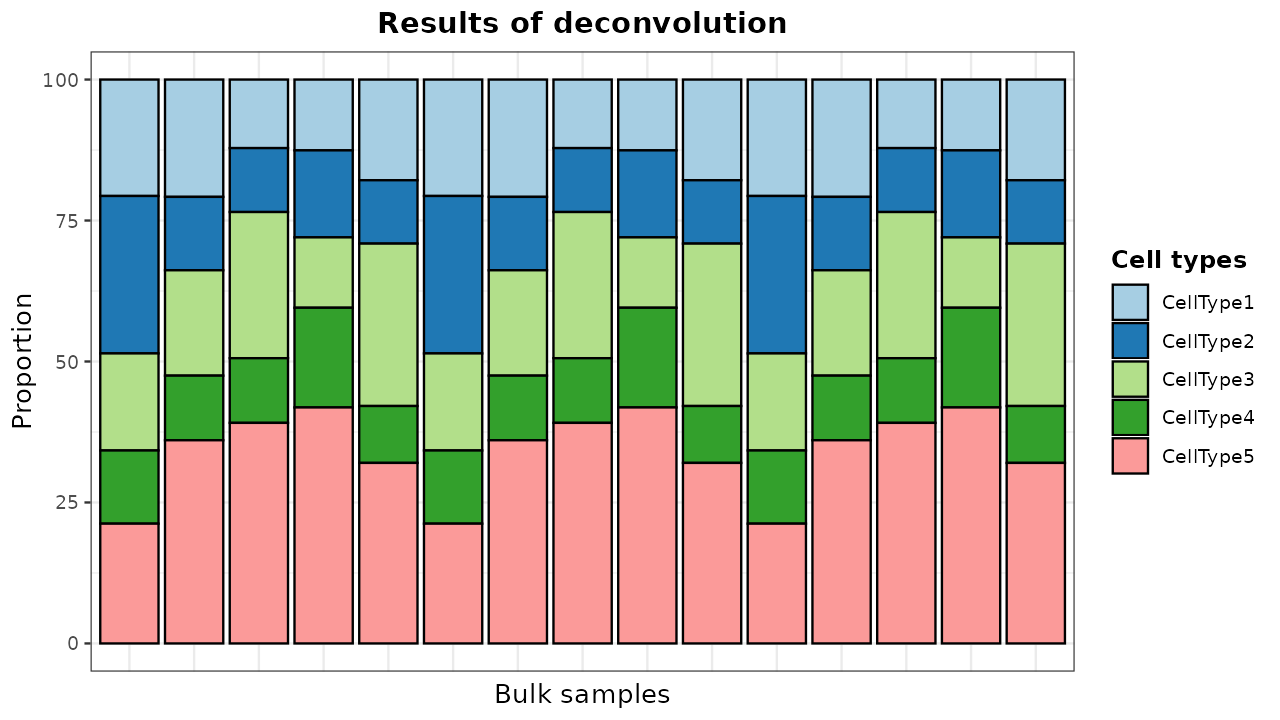 Results of deconvolution
Proportion
100
75
50
25
0
Bulk samples
Cell types
CellType1
CellType2
CellType3
CellType4
CellType5